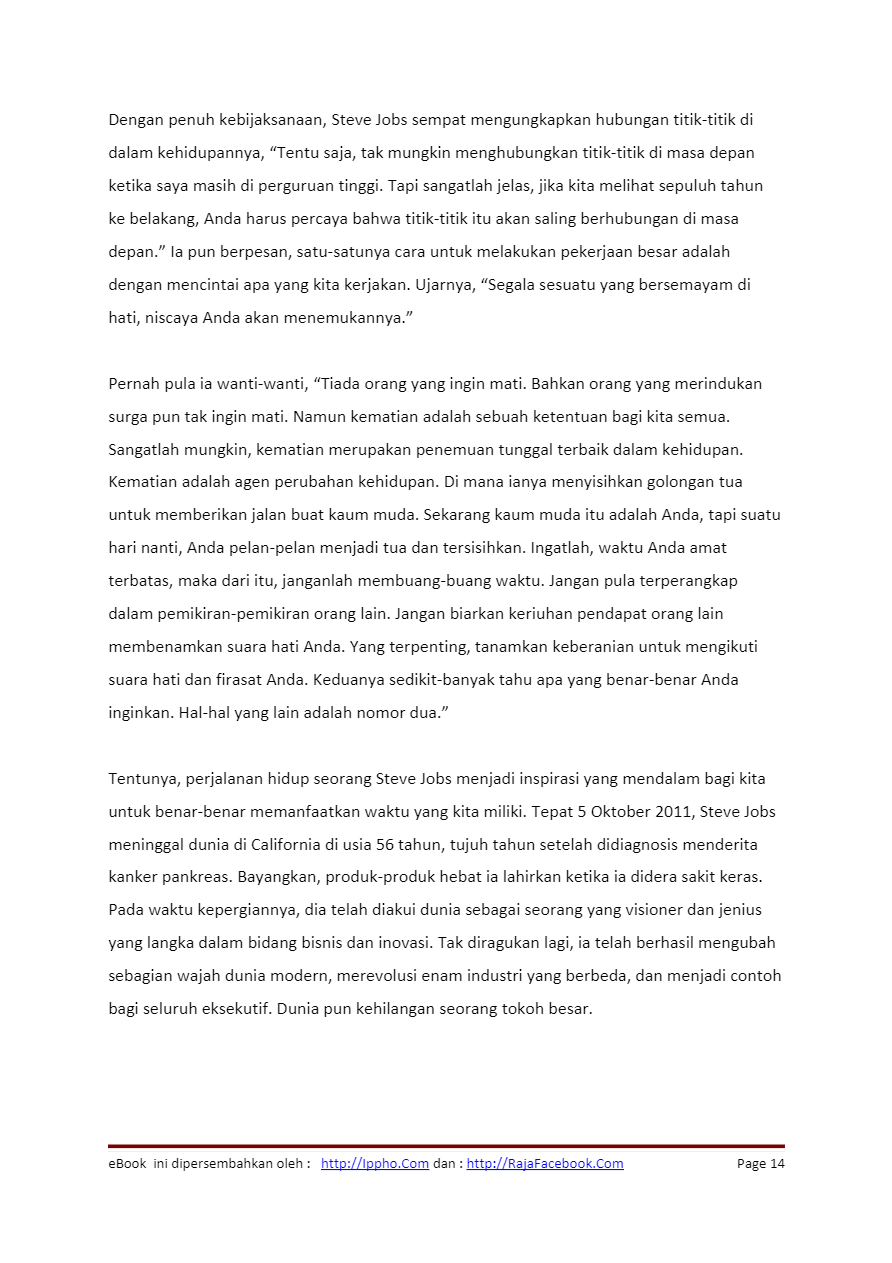 Dengan penuh kebijaksanaan, Steve Jobs sempat mengungkapkan hubungan titik-titik di
dalam kehidupannya, “Tentu saja, tak mungkin menghubungkan titik-titik di masa depan
ketika saya masih di perguruan tinggi. Tapi sangatlah jelas, jika kita melihat sepuluh tahun
ke belakang, Anda harus percaya bahwa titik-titik itu akan saling berhubungan di masa
depan.” Ia pun berpesan, satu-satunya cara untuk melakukan pekerjaan besar adalah
dengan mencintai apa yang kita kerjakan. Ujarnya, “Segala sesuatu yang bersemayam di
hati, niscaya Anda akan menemukannya.”
Pernah pula ia wanti-wanti, “Tiada orang yang ingin mati. Bahkan orang yang merindukan
surga pun tak ingin mati. Namun kematian adalah sebuah ketentuan bagi kita semua.
Sangatlah mungkin, kematian merupakan penemuan tunggal terbaik dalam kehidupan.
Kematian adalah agen perubahan kehidupan. Di mana ianya menyisihkan golongan tua
untuk memberikan jalan buat kaum muda. Sekarang kaum muda itu adalah Anda, tapi suatu
hari nanti, Anda pelan-pelan menjadi tua dan tersisihkan. Ingatlah, waktu Anda amat
terbatas, maka dari itu, janganlah membuang-buang waktu. Jangan pula terperangkap
dalam pemikiran-pemikiran orang lain. Jangan biarkan keriuhan pendapat orang lain
membenamkan suara hati Anda. Yang terpenting, tanamkan keberanian untuk mengikuti
suara hati dan firasat Anda. Keduanya sedikit-banyak tahu apa yang benar-benar Anda
inginkan. Hal-hal yang lain adalah nomor dua.”
Tentunya, perjalanan hidup seorang Steve Jobs menjadi inspirasi yang mendalam bagi kita
untuk benar-benar memanfaatkan waktu yang kita miliki. Tepat 5 Oktober 2011, Steve Jobs
meninggal dunia di California di usia 56 tahun, tujuh tahun setelah didiagnosis menderita
kanker pankreas. Bayangkan, produk-produk hebat ia lahirkan ketika ia didera sakit keras.
Pada waktu kepergiannya, dia telah diakui dunia sebagai seorang yang visioner dan jenius
yang langka dalam bidang bisnis dan inovasi. Tak diragukan lagi, ia telah berhasil mengubah
sebagian wajah dunia modern, merevolusi enam industri yang berbeda, dan menjadi contoh
bagi seluruh eksekutif. Dunia pun kehilangan seorang tokoh besar.
eBook ini dipersembahkan oleh : http://Ippho.Com dan : http://RajaFacebook.Com Page 14